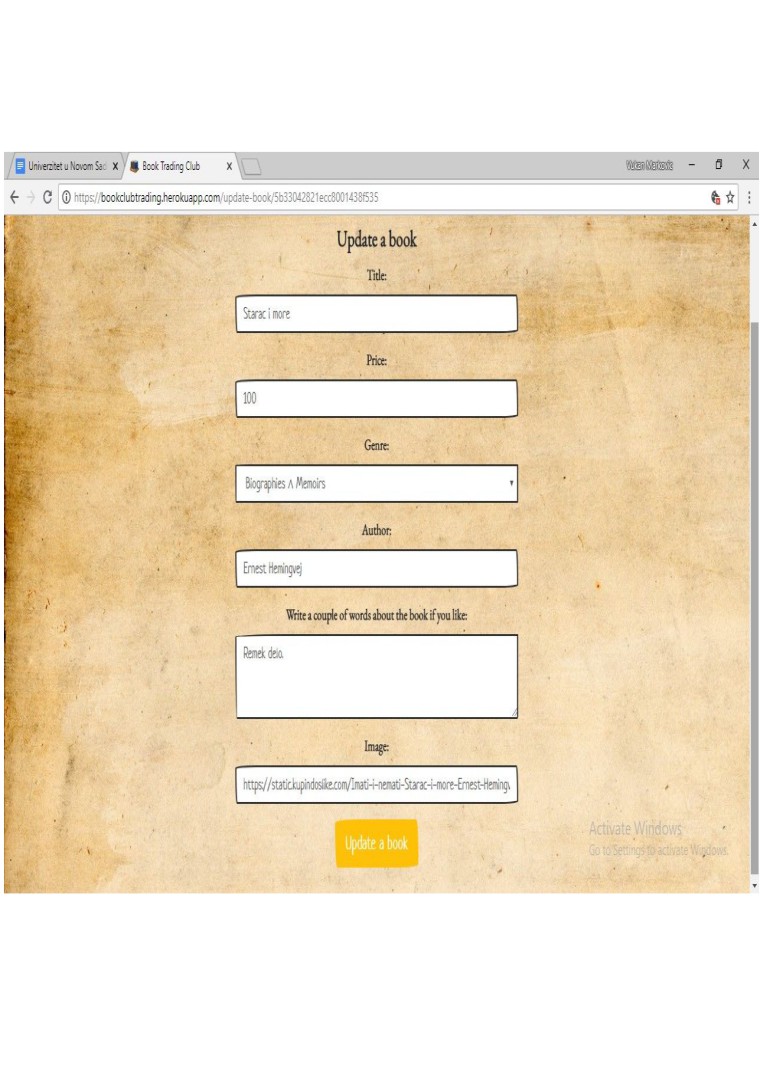 Univerzitet u Novom Sad
Book Trading Club
Vukan Markovic
https://bookclubtrading.herokuapp.com/update-book/5b33042821ecc8001438f535
Update a book
Title:
Starac i more
Price:
100
Genre:
Biographies ∧ Memoirs
Author:
Ernest Hemingvej
Write a couple of words about the book if you like:
Remek delo.
Image:
https://static.kupindoslike.com/Imati-i-nemati-Starac-i-more-Ernest-Heming
Update a book
Activate Windows
Go to Settings to activate Windows.